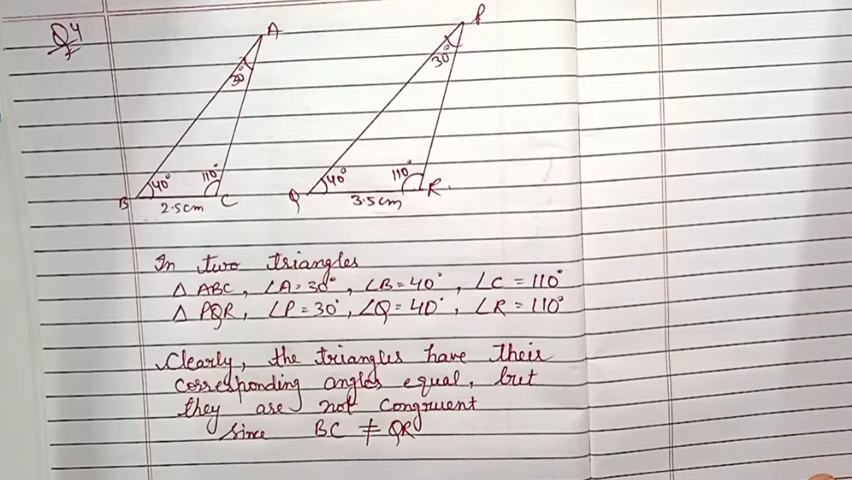 Q4
A
30°
B
40°
110°
C
2.5cm
P
30°
Q
40°
110°
R
3.5cm
In two triangles
△ ABC, ∠A = 30°, ∠B = 40°, ∠C = 110°
△ PQR, ∠P = 30°, ∠Q = 40°, ∠R = 110°
Clearly, the triangles have their
corresponding angles equal, but
they are not congruent
since BC ≠ QR